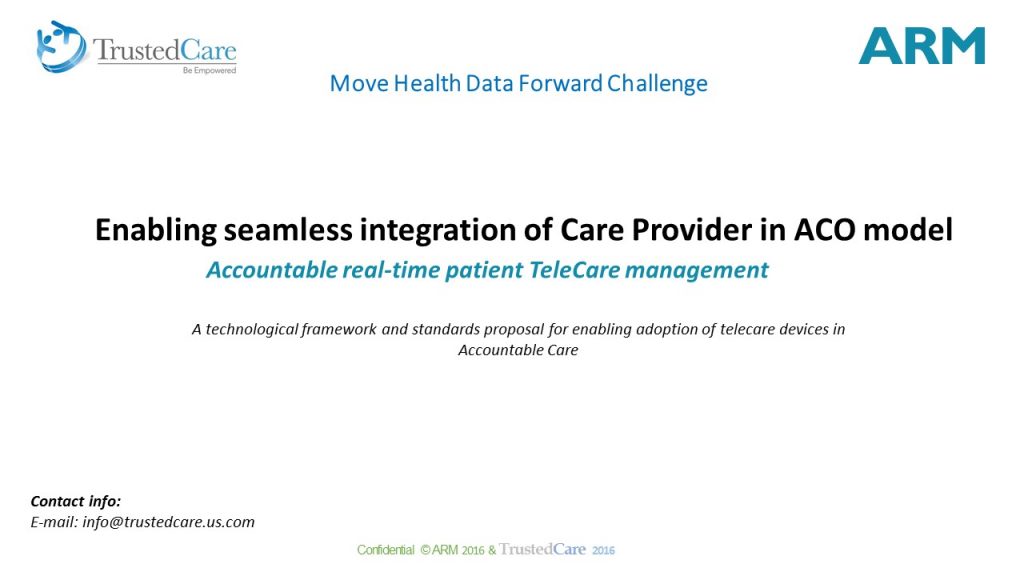 TrustedCare
Be Empowered
ARM
Move Health Data Forward Challenge
Enabling seamless integration of Care Provider in ACO model
Accountable real-time patient TeleCare management
A technological framework and standards proposal for enabling adoption of telecare devices in
Accountable Care
Contact info:
E-mail: info@trustedcare.us.com
Confidential © ARM 2016 & TrustedCare 2016